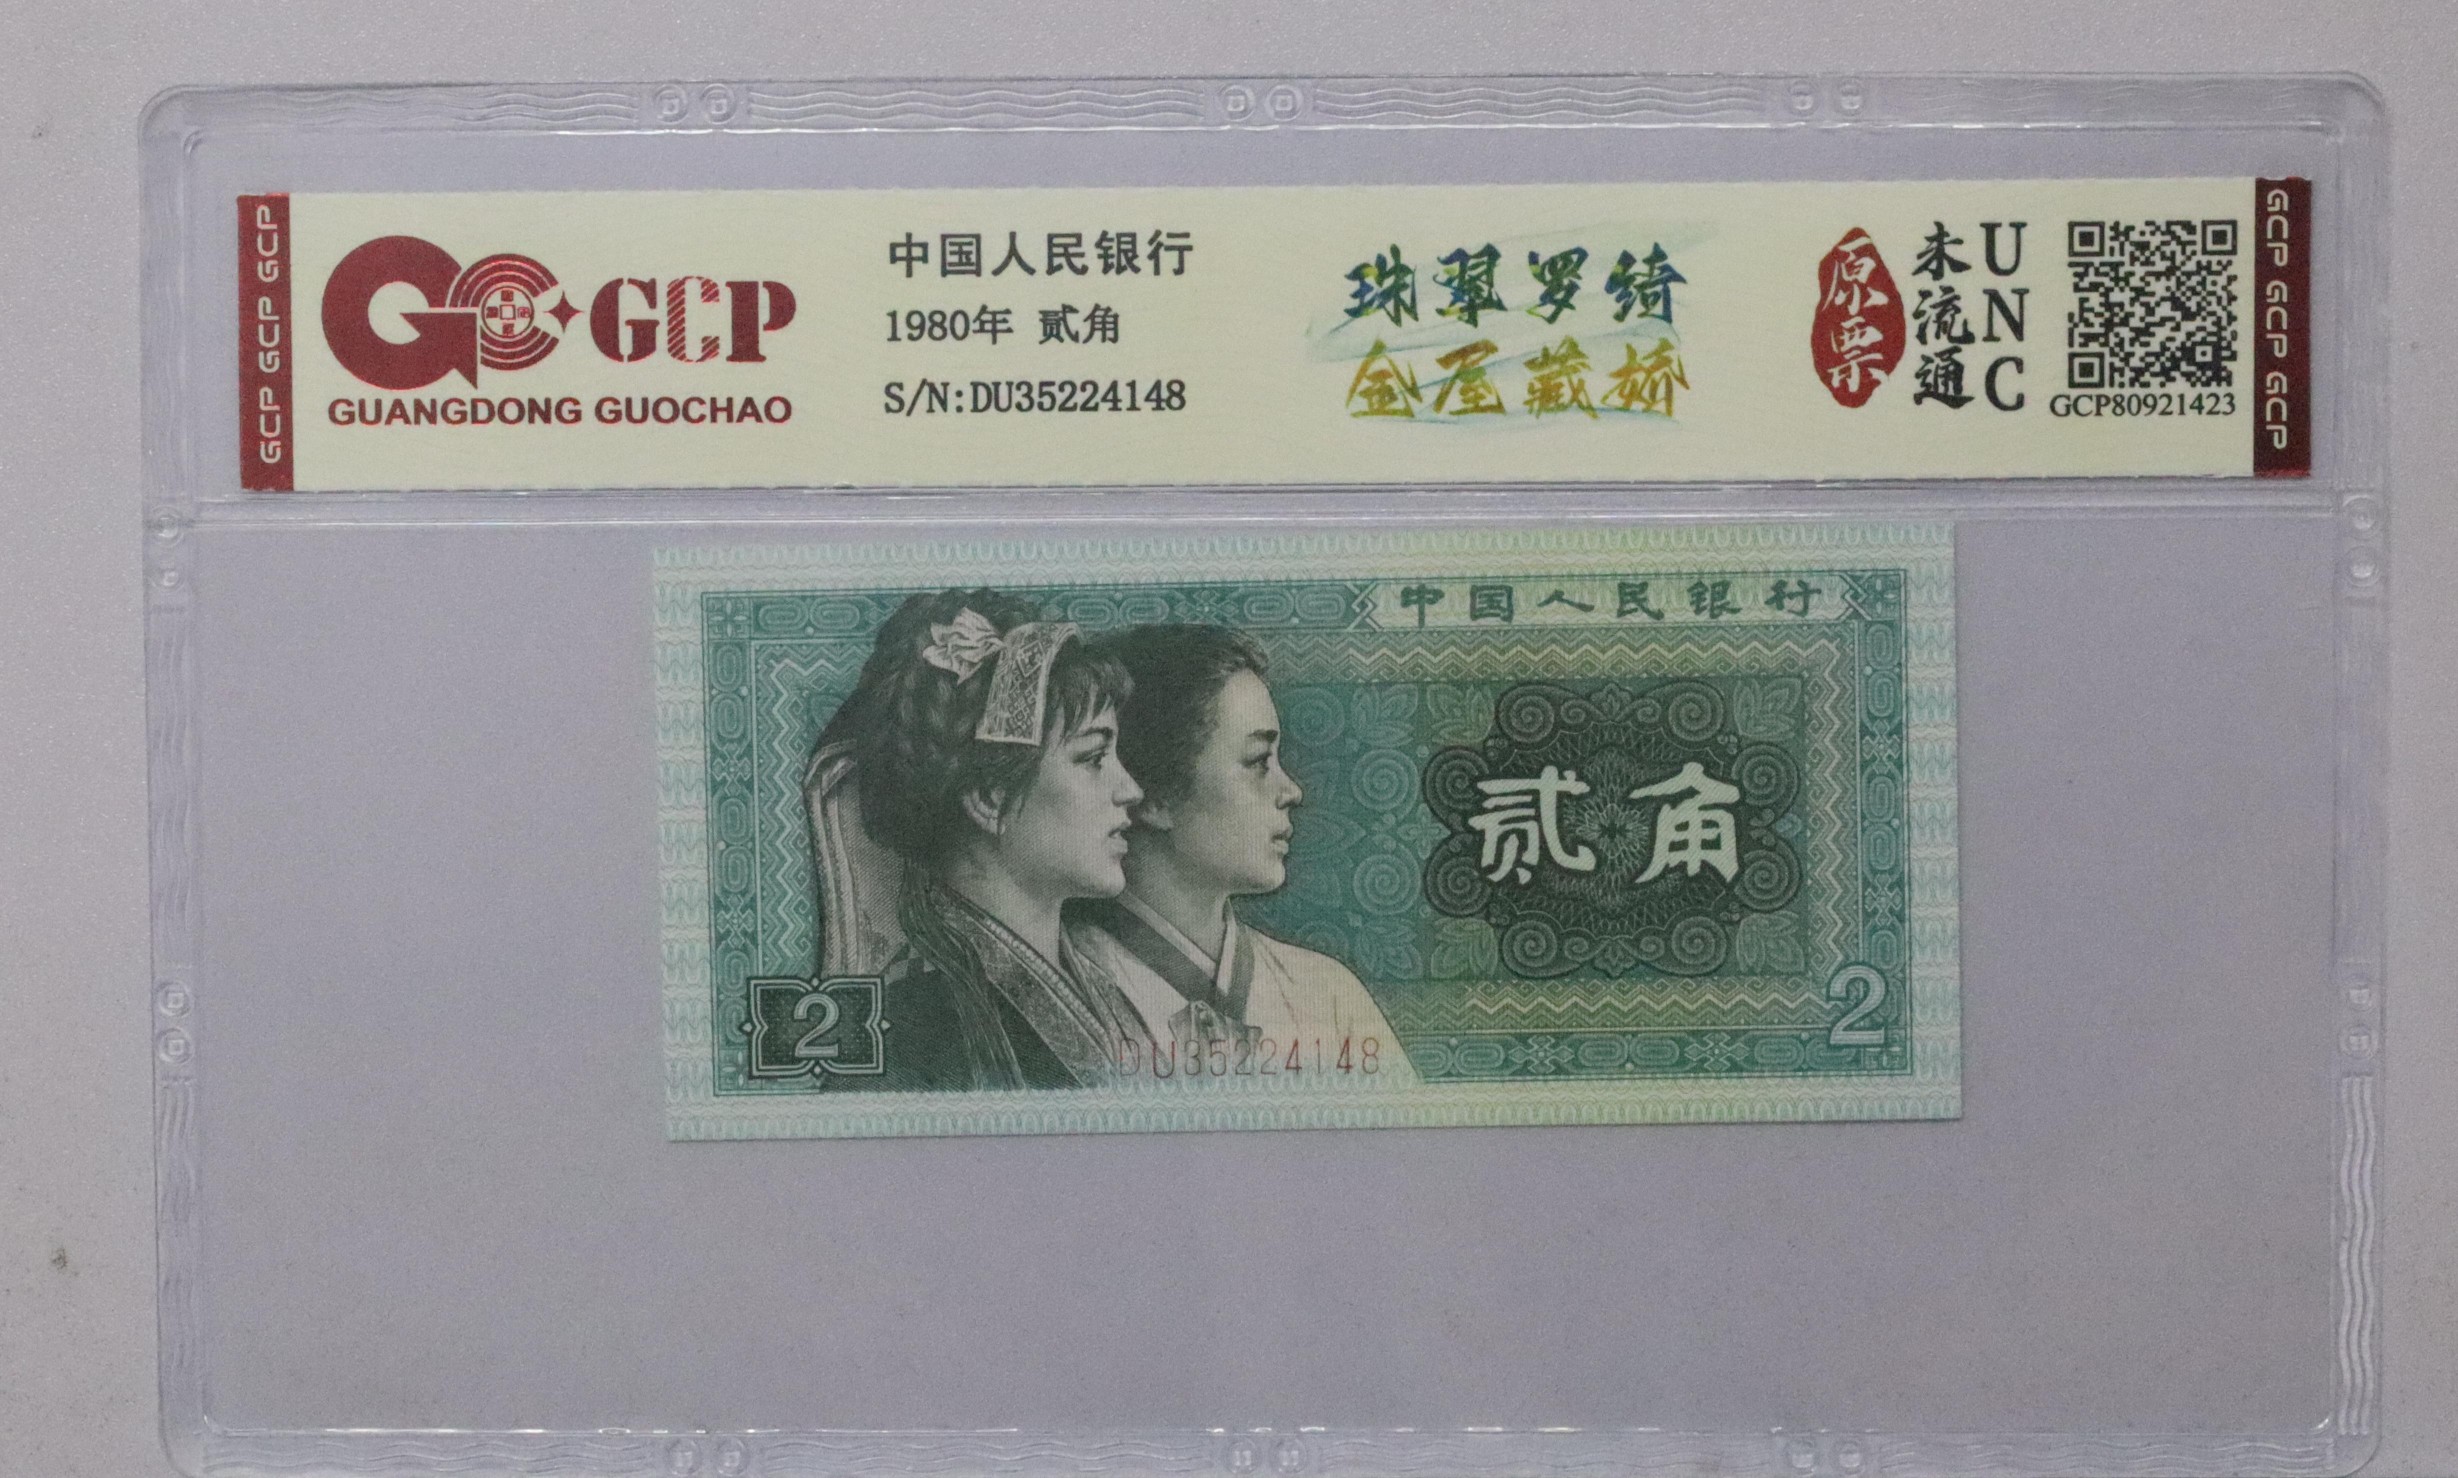 GCP GCP GCP
GCP
GUANGDONG GUOCHAO
中国人民银行
1980年 贰角
S/N:DU35224148
珠翠罗绮
金屋藏娇
原票
未流通
UNC
GCP80921423
GCP GCP GCP
中国人民银行
贰角
2
2
DU35224148